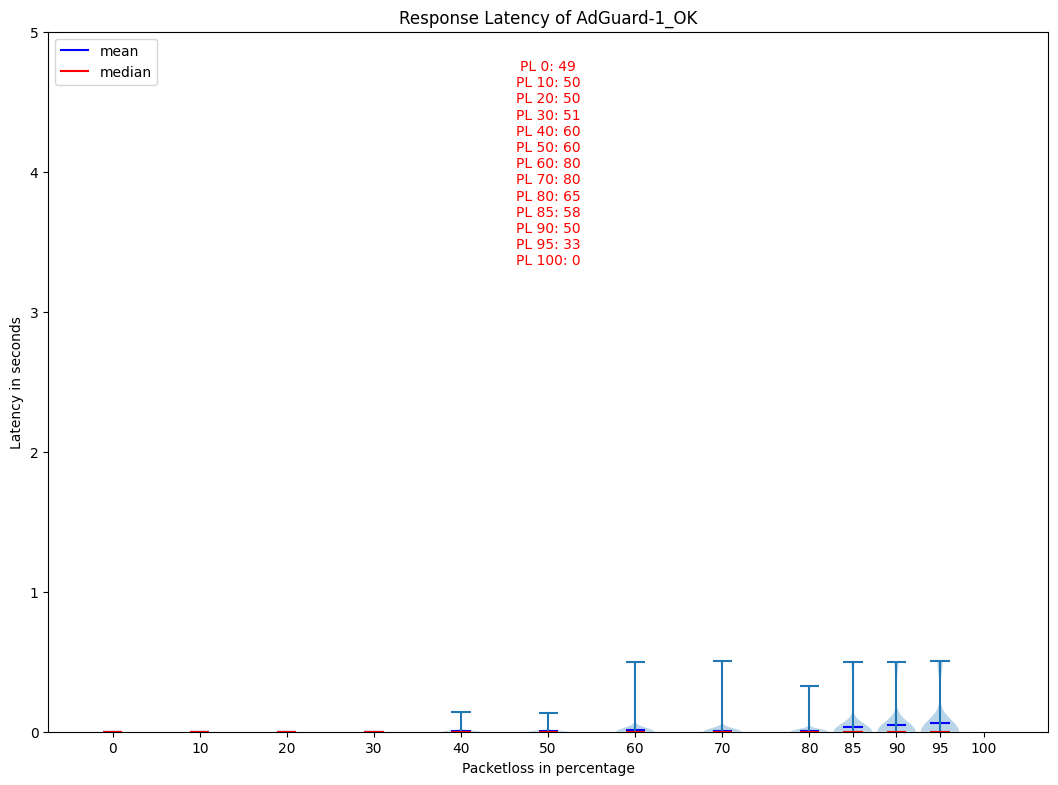 Response Latency of AdGuard-1_OK
mean
median
PL 0: 49
PL 10: 50
PL 20: 50
PL 30: 51
PL 40: 60
PL 50: 60
PL 60: 80
PL 70: 80
PL 80: 65
PL 85: 58
PL 90: 50
PL 95: 33
PL 100: 0
Latency in seconds
5
4
3
2
1
0
0 10 20 30 40 50 60 70 80 85 90 95 100
Packetloss in percentage